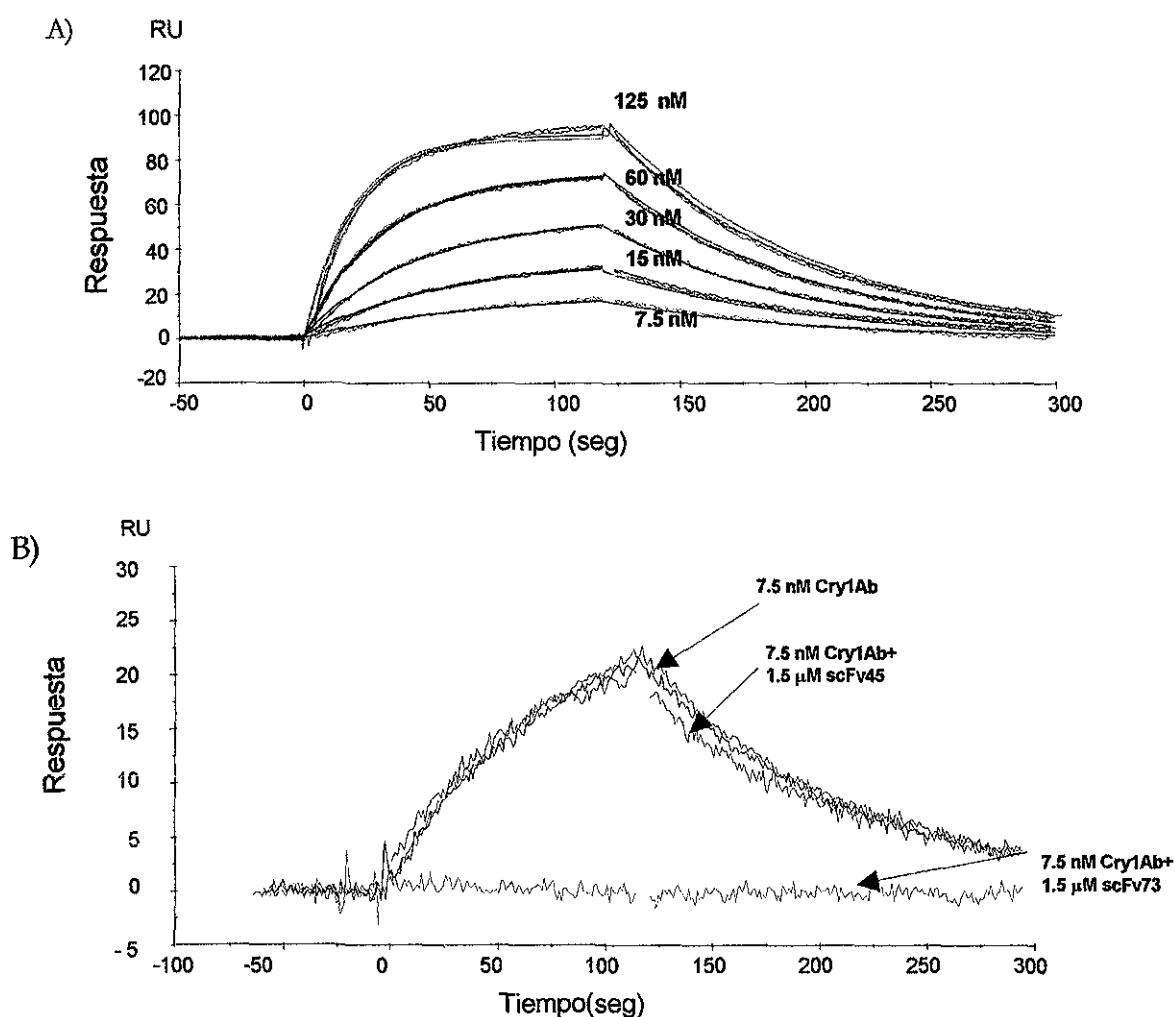 A)
RU
Respuesta
120
100
80
60
40
20
0
-20
125 nM
60 nM
30 nM
15 nM
7.5 nM
-50
0
50
100
150
200
250
300
Tiempo (seg)
B)
RU
Respuesta
30
25
20
15
10
5
0
-5
7.5 nM Cry1Ab
7.5 nM Cry1Ab+
1.5 µM scFv45
7.5 nM Cry1Ab+
1.5 µM scFv73
-100
-50
0
50
100
150
200
250
300
Tiempo(seg)